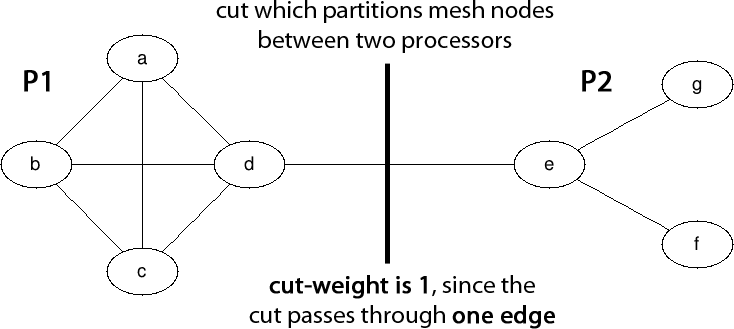 cut which partitions mesh nodes
between two processors
P1
P2
a
g
b
d
e
c
f
cut-weight is 1, since the
cut passes through one edge